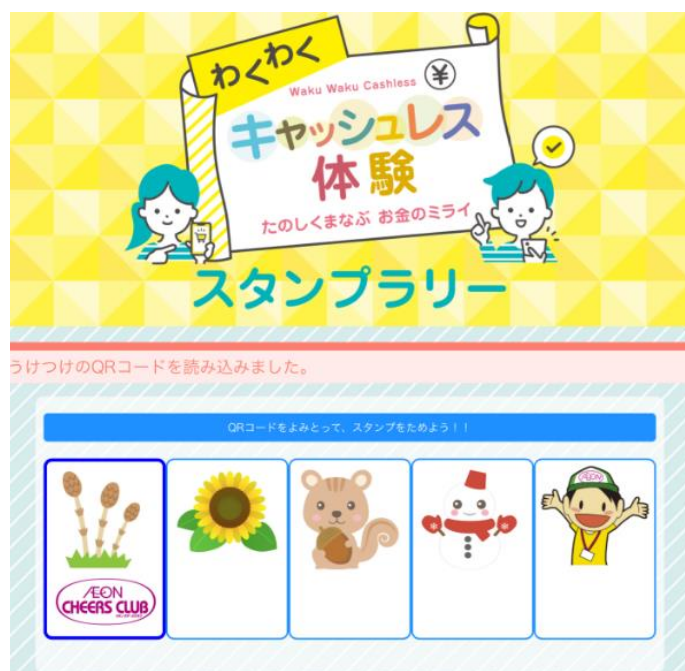 わくわく
Waku Waku Cashless
¥
キャッシュレス
体験
たのしくまなぶ お金のミライ
スタンプラリー
うけつけのQRコードを読み込みました。
QRコードをよみとって、スタンプをためよう！！
ÆON
ÆON
CHEERS CLUB